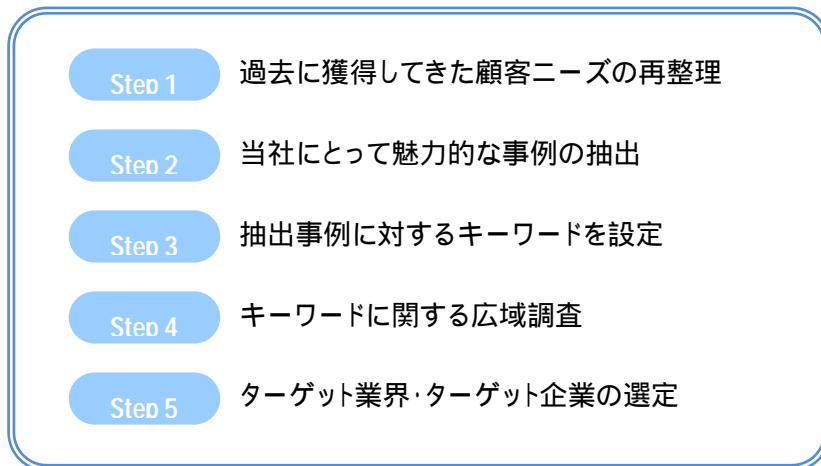 Step 1 過去に獲得してきた顧客ニーズの再整理
Step 2 当社にとって魅力的な事例の抽出
Step 3 抽出事例に対するキーワードを設定
Step 4 キーワードに関する広域調査
Step 5 ターゲット業界・ターゲット企業の選定